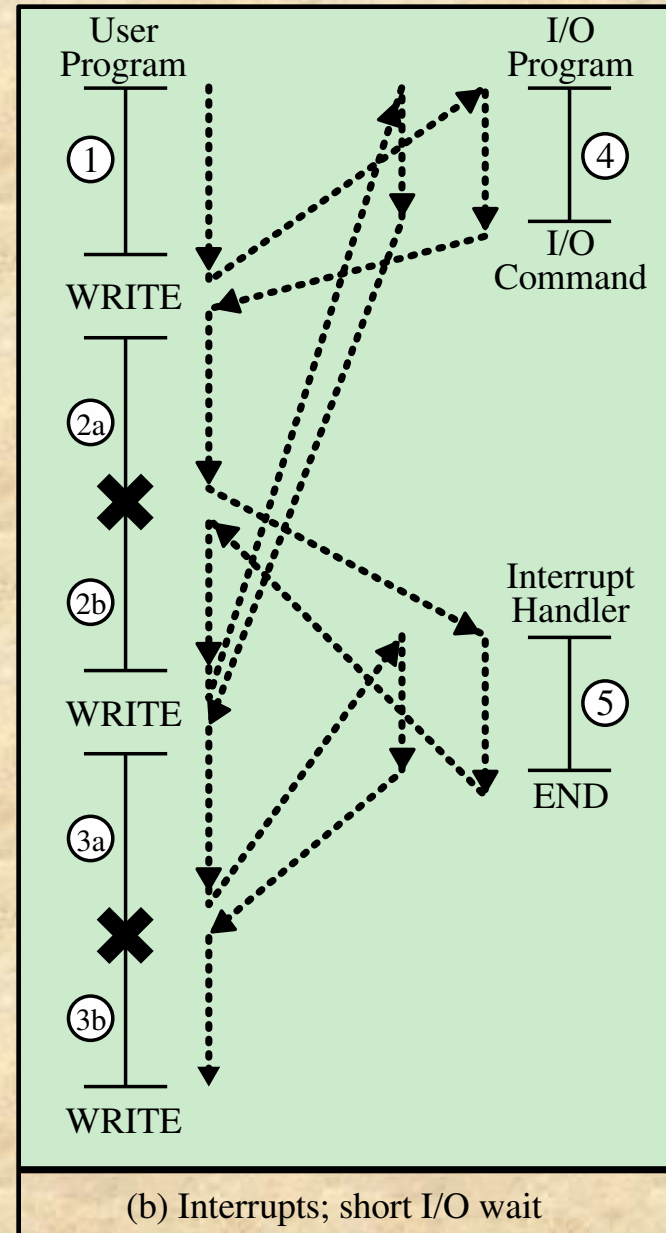 User
Program
1
WRITE
2a
2b
WRITE
3a
3b
WRITE
I/O
Program
4
I/O
Command
Interrupt
Handler
5
END
(b) Interrupts; short I/O wait